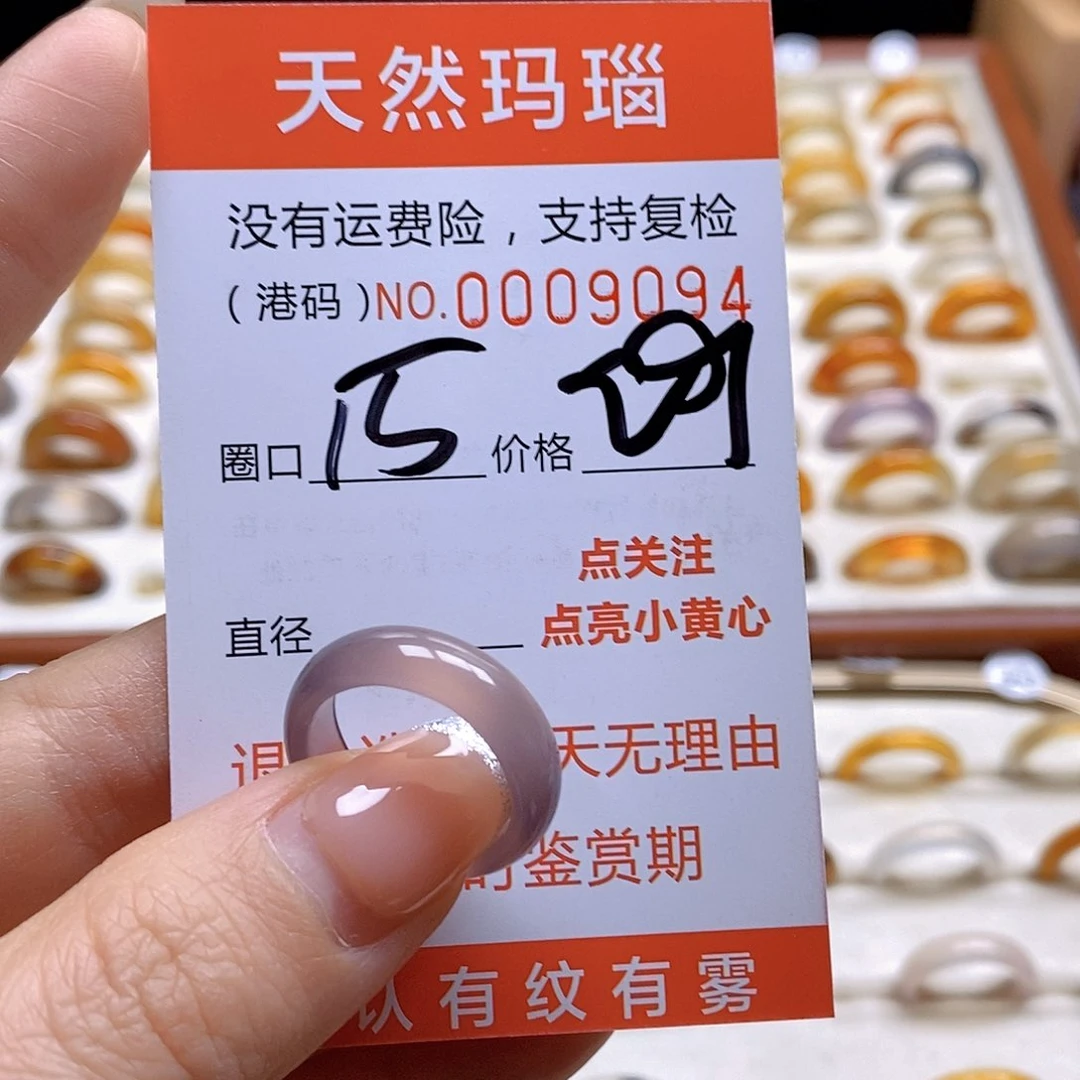 天然玛瑙
没有运费险，支持复检
（港码）NO.0009094
圈口 15 价格
点关注
直径 点亮小黄心
退 天无理由
鉴赏期
认有纹有雾